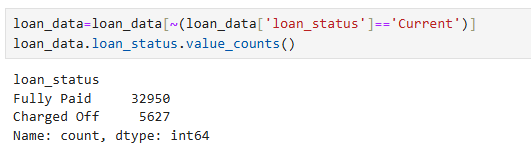 loan_data=loan_data[~(loan_data['loan_status']=='Current')]
loan_data.loan_status.value_counts()
loan_status
Fully Paid     32950
Charged Off     5627
Name: count, dtype: int64